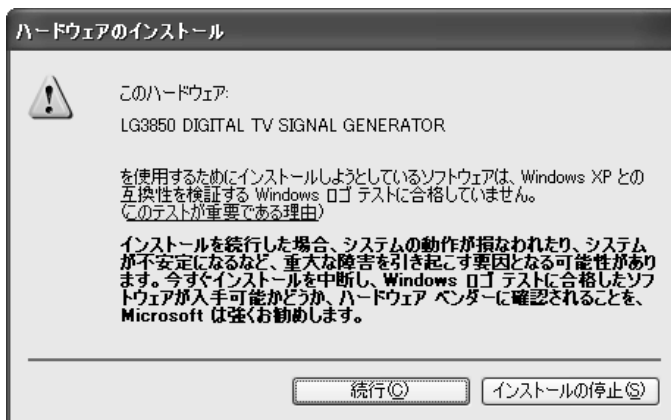 ハードウェアのインストール
このハードウェア:
LG3850 DIGITAL TV SIGNAL GENERATOR
を使用するためにインストールしようとしているソフトウェアは、Windows XP との
互換性を検証する Windows ロゴ テストに合格していません。
(このテストが重要である理由)
インストールを続行した場合、システムの動作が損なわれたり、システム
が不安定になるなど、重大な障害を引き起こす要因となる可能性があり
ます。今すぐインストールを中断し、Windows ロゴ テストに合格したソフ
トウェアが入手可能かどうか、ハードウェア ベンダーに確認されることを、
Microsoft は強くお勧めします。
続行(C)
インストールの停止(S)